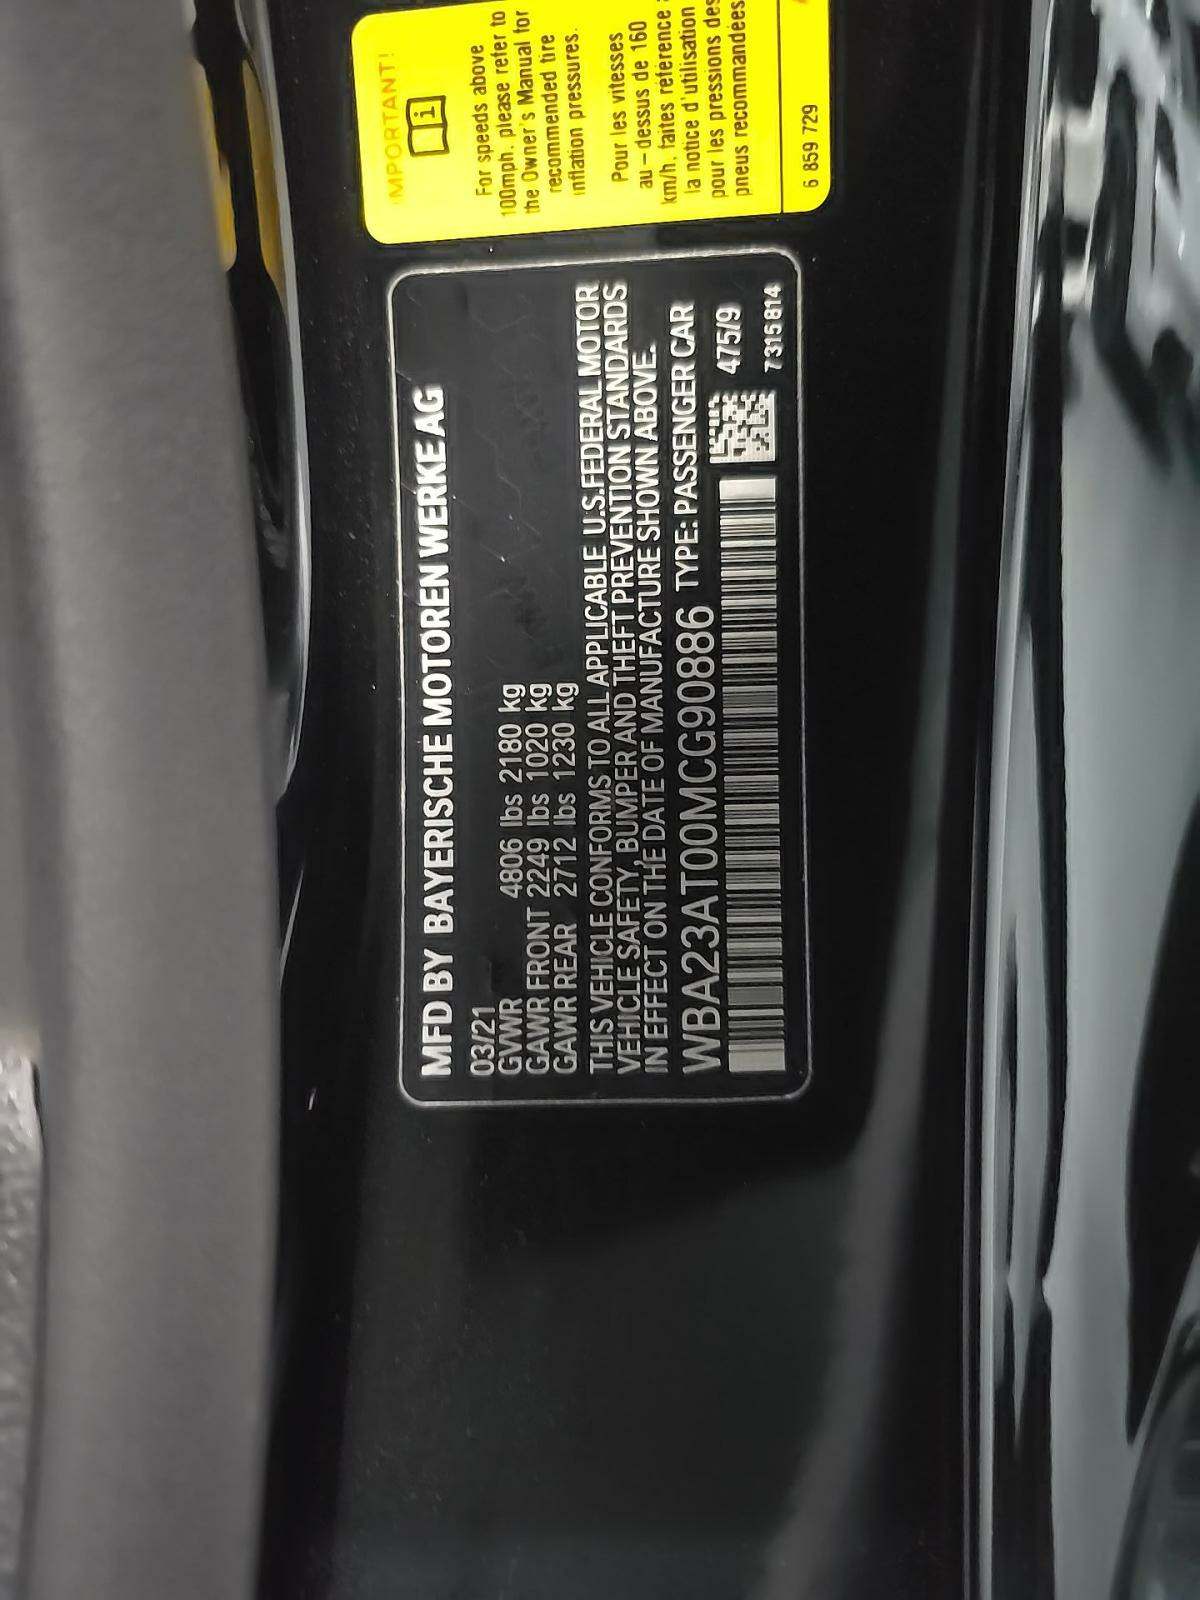 MFD BY BAYERISCHE MOTOREN WERKE AG
03/21
GVWR 4806 lbs 2180 kg
GAWR FRONT 2249 lbs 1020 kg
GAWR REAR 2712 lbs 1230 kg
THIS VEHICLE CONFORMS TO ALL APPLICABLE U.S.FEDERAL MOTOR
VEHICLE SAFETY, BUMPER AND THEFT PREVENTION STANDARDS
IN EFFECT ON THE DATE OF MANUFACTURE SHOWN ABOVE.
WBA23AT00MCG90886 TYPE: PASSENGER CAR
475/9
7 315 814
IMPORTANT!
i
For speeds above
100mph, please refer to
the Owner's Manual for
recommended tire
inflation pressures.
Pour les vitesses
au-dessus de 160
km/h, faites référence
la notice d'utilisation
pour les pressions des
pneus recommandées
6 859 729